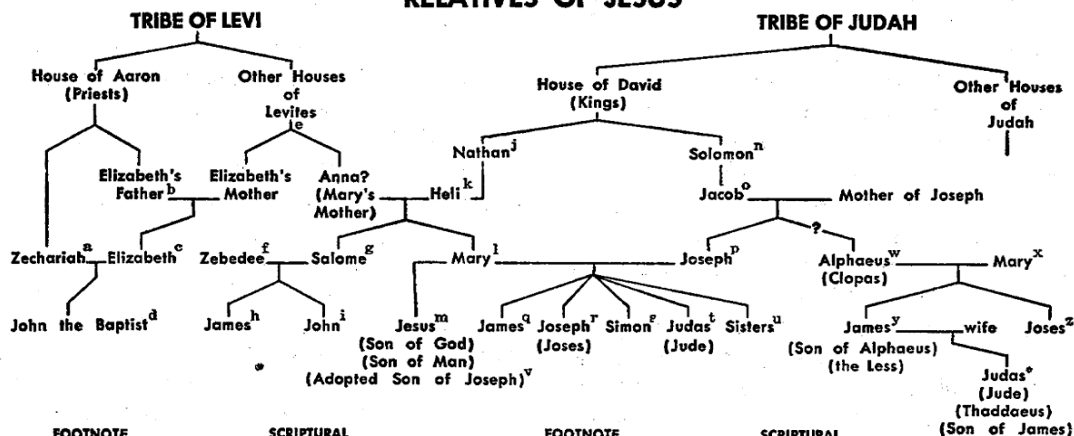 RELATIVES OF JESUS
TRIBE OF LEVI
TRIBE OF JUDAH
House of Aaron
(Priests)
Other Houses
of
Levites e
House of David
(Kings)
Other Houses
of
Judah
Nathan j
Solomon n
Elizabeth's
Father b
Elizabeth's
Mother
Anna?
(Mary's
Mother)
Heli k
Jacob o
Mother of Joseph
?
Zechariah a
Elizabeth c
Zebedee f
Salome g
Mary l
Joseph p
Alphaeus w
(Clopas)
Mary x
John the Baptist d
James h
John i
Jesus m
(Son of God)
(Son of Man)
(Adopted Son of Joseph) v
James q
Joseph r
(Joses)
Simon s
Judas t
(Jude)
Sisters u
James y
(Son of Alphaeus)
(the Less)
wife
Joses z
Judas*
(Jude)
(Thaddaeus)
(Son of James)
FOOTNOTE
SCRIPTURAL
FOOTNOTE
SCRIPTURAL